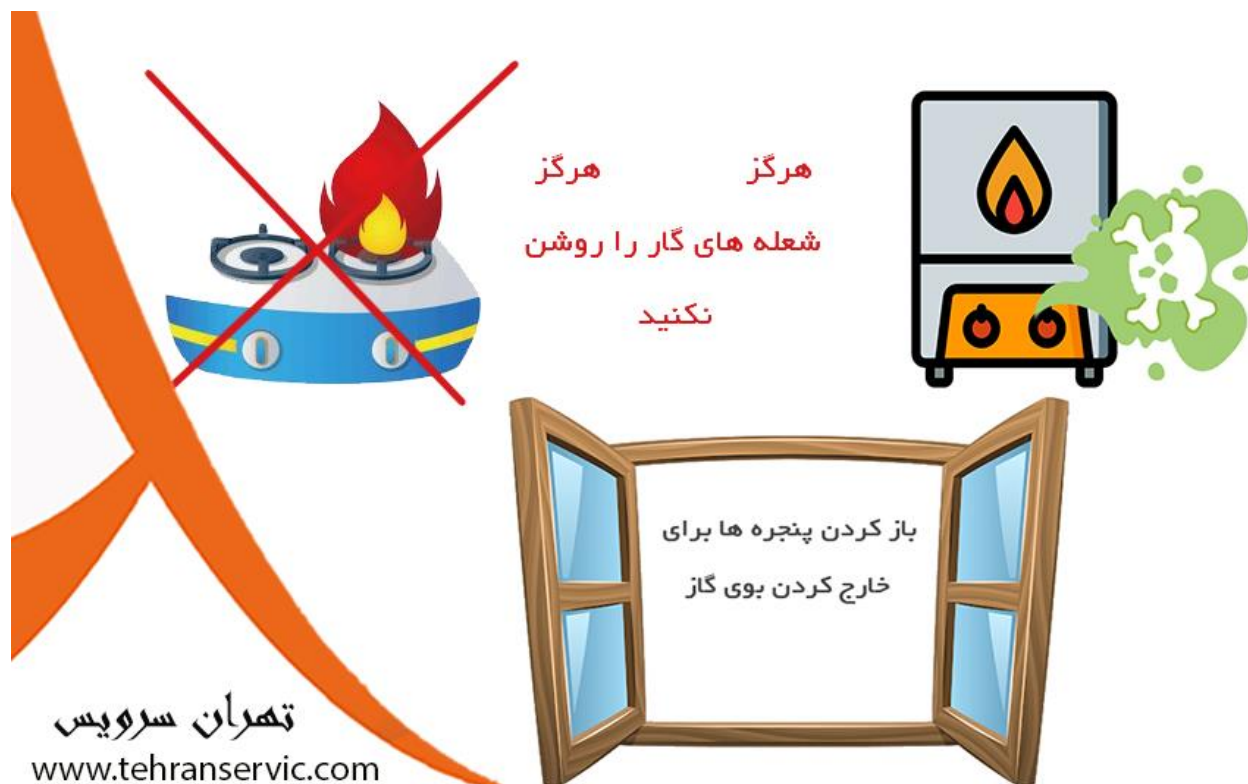 هرگز هرگز
شعله های گار را روشن
نکنید
باز کردن پنجره ها برای
خارج کردن بوی گاز
تهران سرویس
www.tehranservic.com